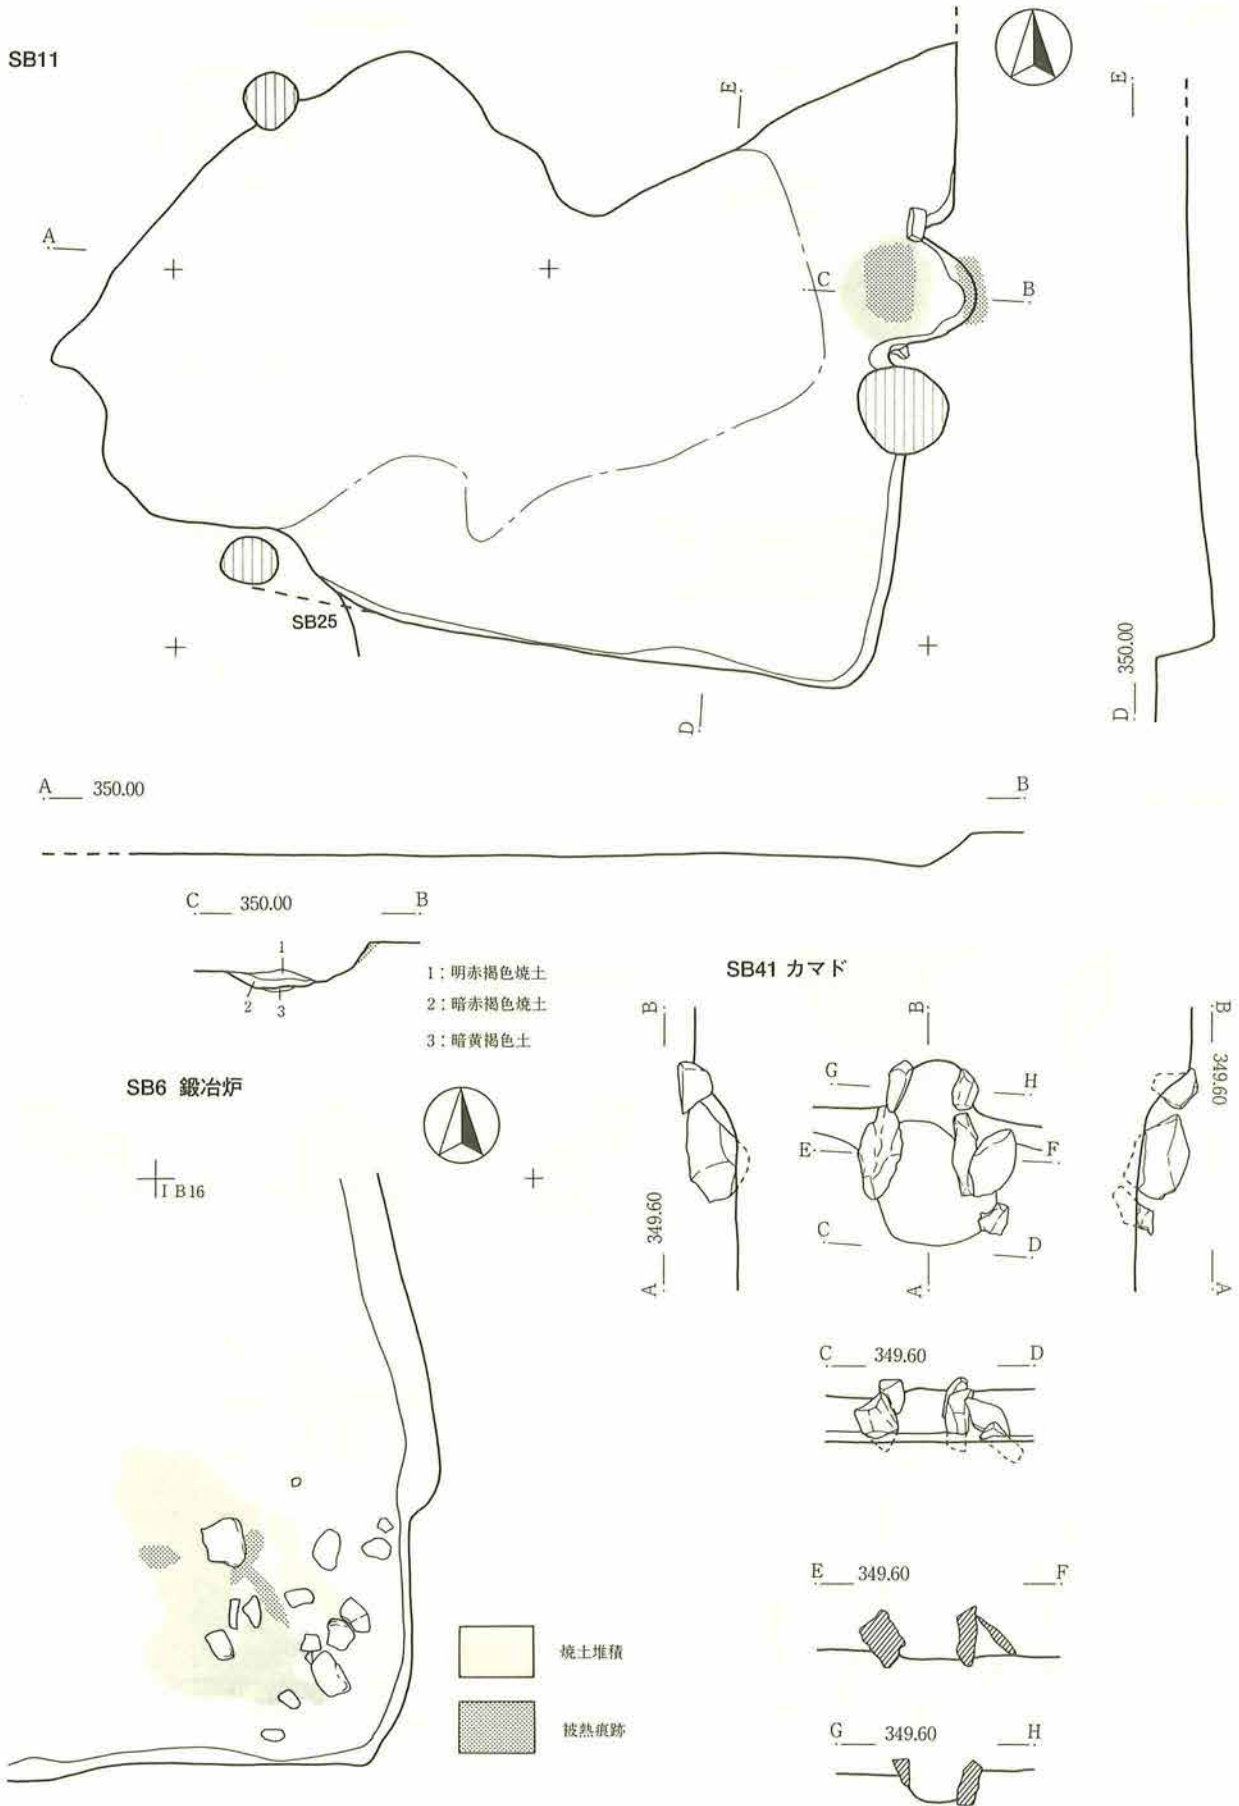 SB11
E
E
A
C
B
SB25
D
D 350.00
A 350.00 B
C 350.00 B
1
2 3
1：明赤褐色焼土
2：暗赤褐色焼土
3：暗黄褐色土
SB41 カマド
B
B
B
349.60
G H
E F
349.60
C D
A
A
A
SB6 鍛冶炉
I B16
C 349.60 D
E 349.60 F
G 349.60 H
焼土堆積
被熱痕跡